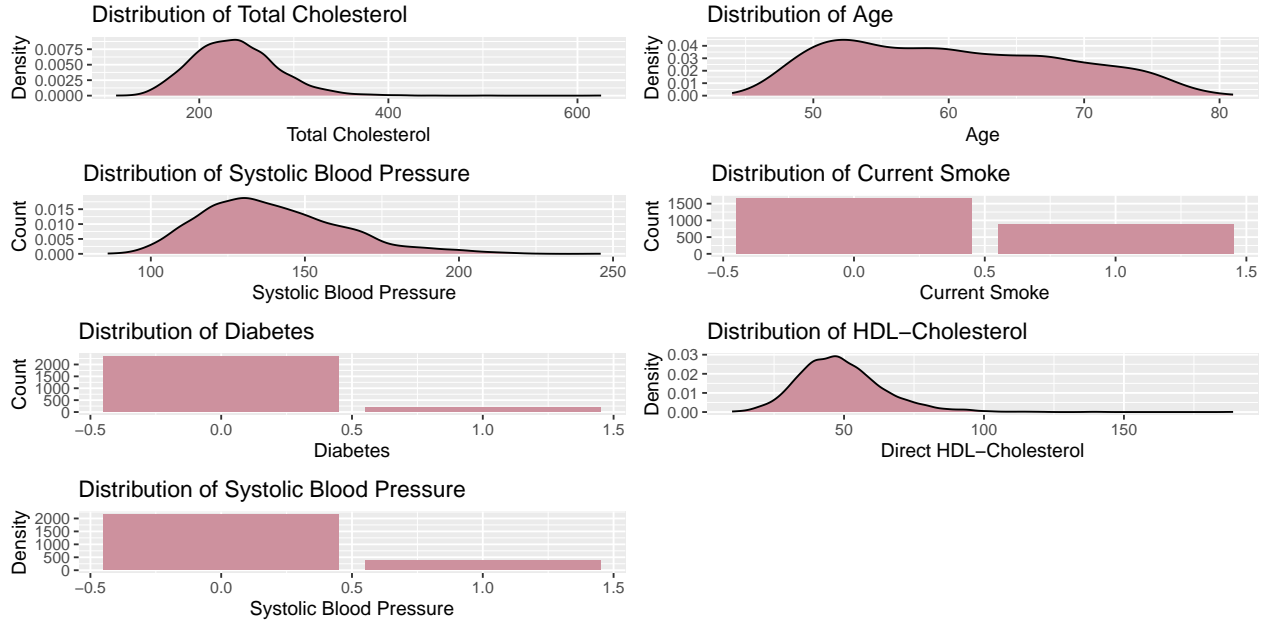 Distribution of Total Cholesterol
Density
0.0075
0.0050
0.0025
0.0000
200 400 600
Total Cholesterol
Distribution of Age
Density
0.04
0.03
0.02
0.01
0.00
50 60 70 80
Age
Distribution of Systolic Blood Pressure
Count
0.015
0.010
0.005
0.000
100 150 200 250
Systolic Blood Pressure
Distribution of Current Smoke
Count
1500
1000
500
0
−0.5 0.0 0.5 1.0 1.5
Current Smoke
Distribution of Diabetes
Count
2000
1500
1000
500
0
−0.5 0.0 0.5 1.0 1.5
Diabetes
Distribution of HDL−Cholesterol
Density
0.03
0.02
0.01
0.00
50 100 150
Direct HDL−Cholesterol
Distribution of Systolic Blood Pressure
Density
2000
1500
1000
500
0
−0.5 0.0 0.5 1.0 1.5
Systolic Blood Pressure